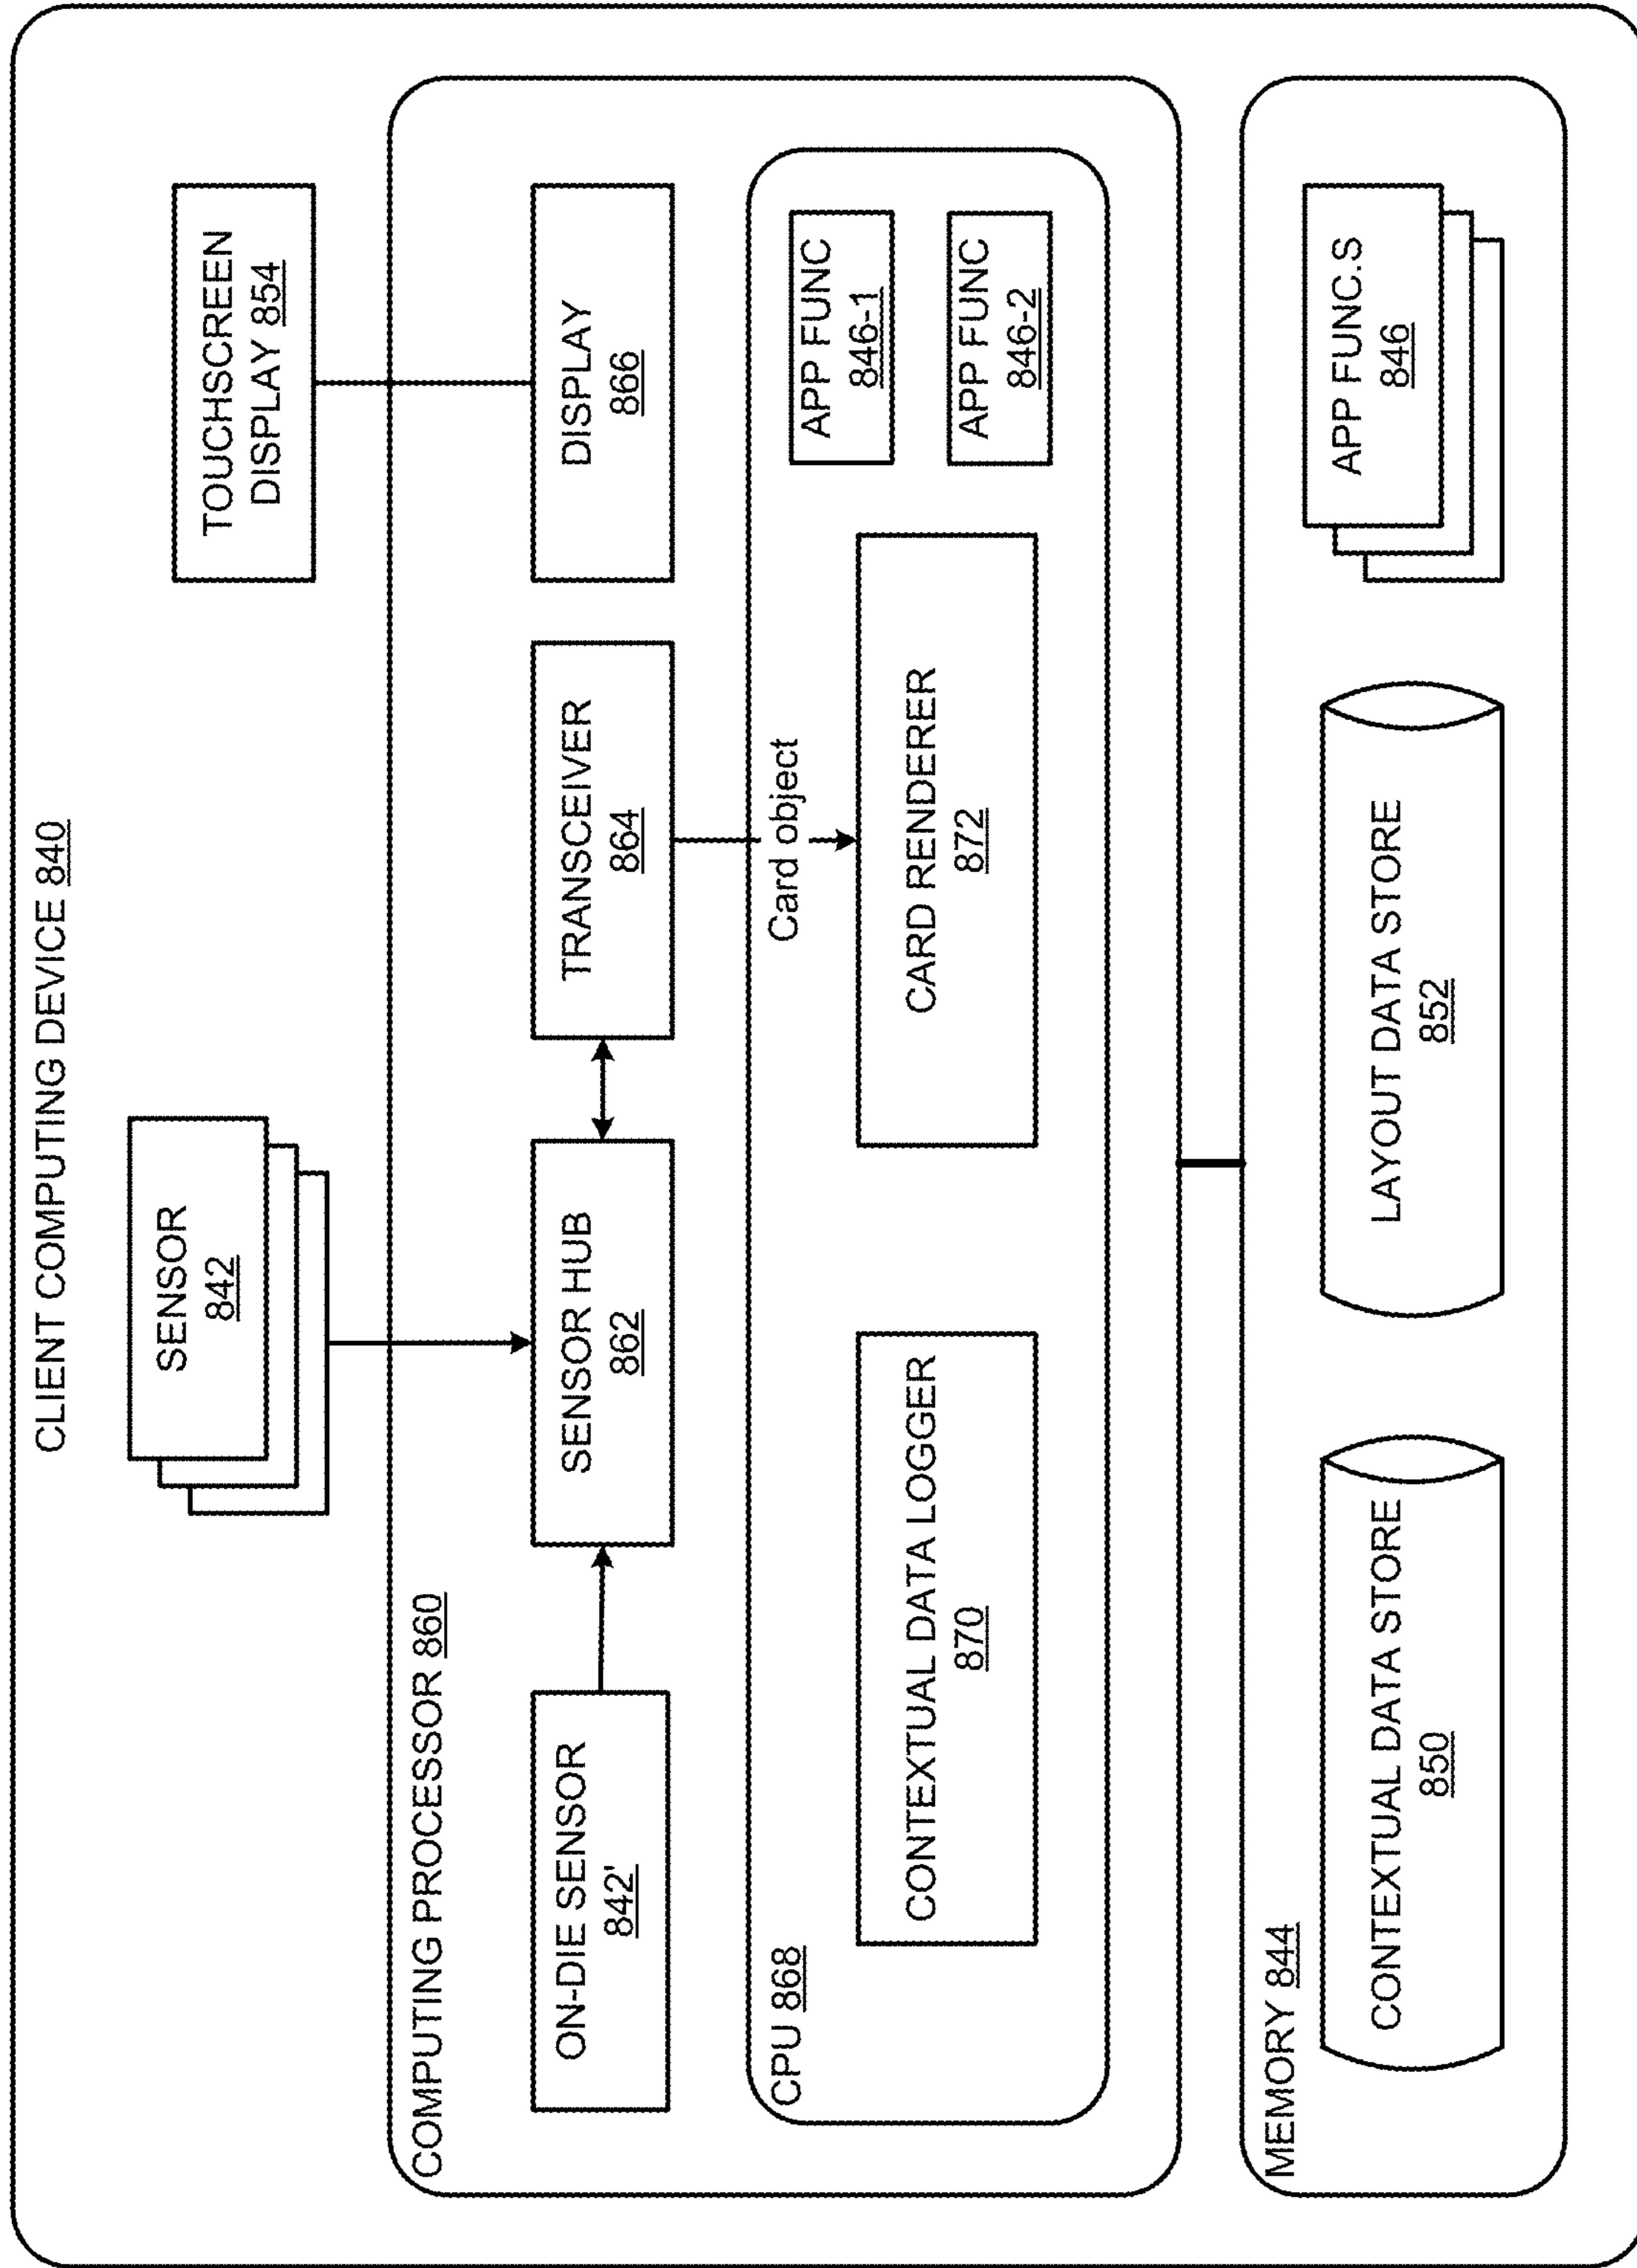 CLIENT COMPUTING DEVICE 840
SENSOR
842
TOUCHSCREEN
DISPLAY 854
COMPUTING PROCESSOR 860
ON-DIE SENSOR
842'
SENSOR HUB
862
TRANSCEIVER
864
DISPLAY
866
CPU 868
Card object
CONTEXTUAL DATA LOGGER
870
CARD RENDERER
872
APP FUNC
846-1
APP FUNC
846-2
MEMORY 844
CONTEXTUAL DATA STORE
850
LAYOUT DATA STORE
852
APP FUNC.S
846